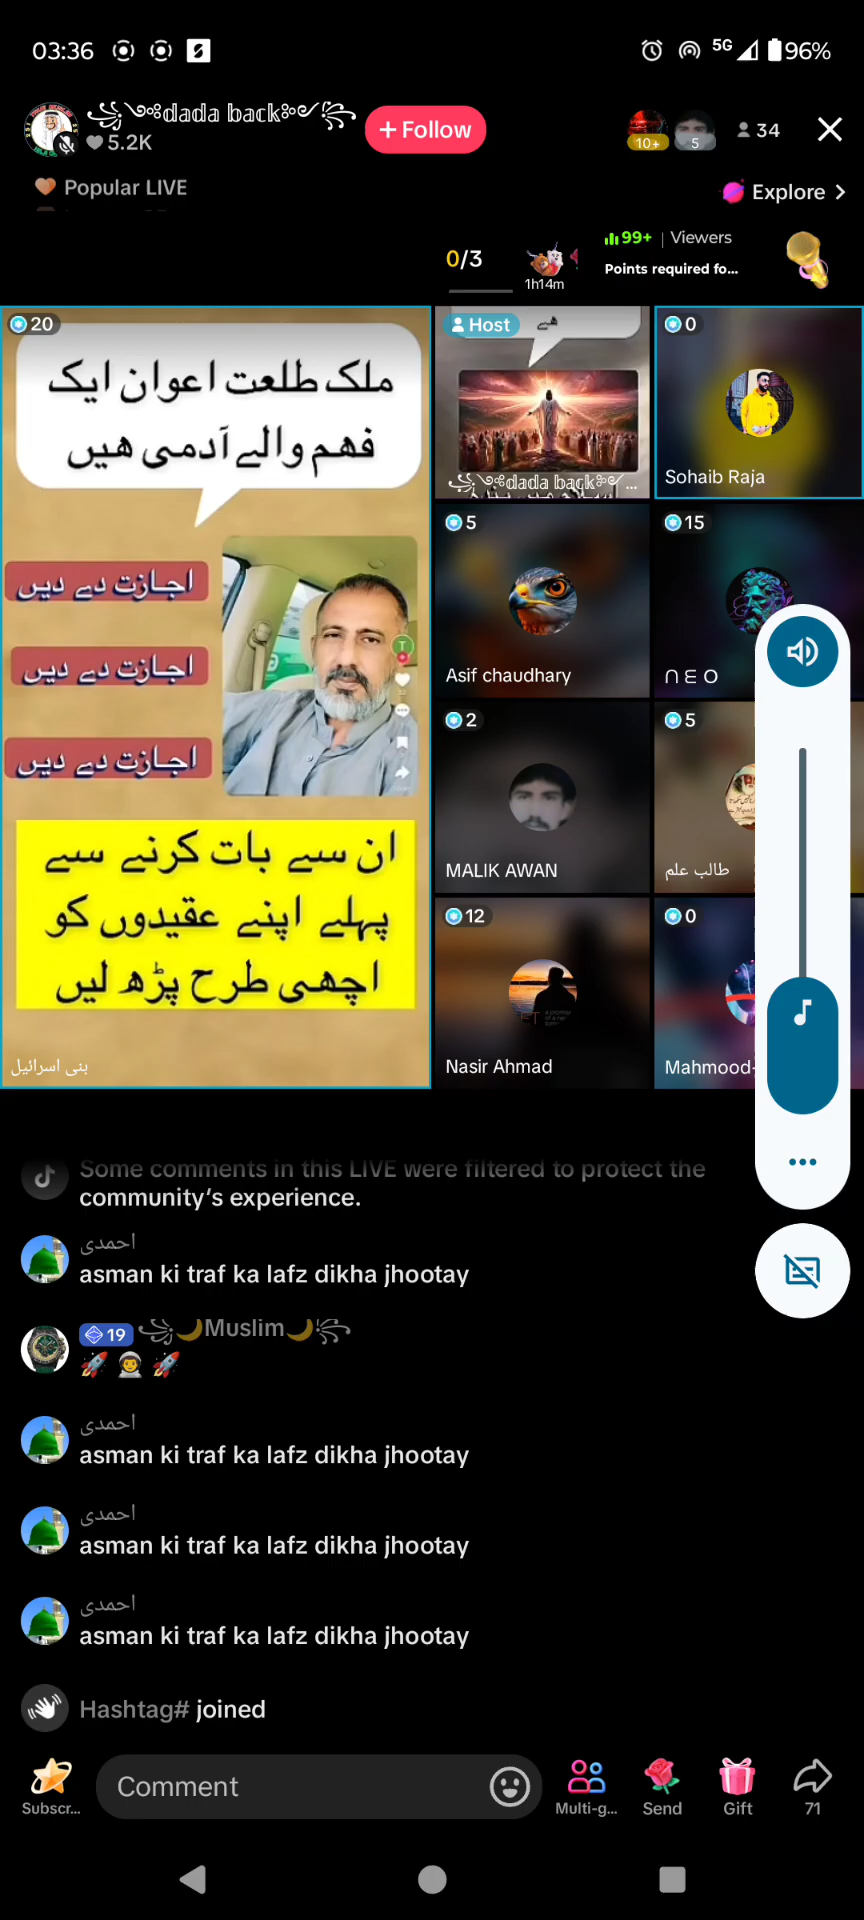 03:36
5G
96%
dada back
+ Follow
5.2K
10+
5
34
Popular LIVE
Explore >
0/3
1h14m
99+ | Viewers
Points required fo...
20
ملک طلعت اعوان ایک
فھم والے آدمی ھیں
اجازت دے دیں
اجازت دے دیں
اجازت دے دیں
ان سے بات کرنے سے
پہلے اپنے عقیدوں کو
اچھی طرح پڑھ لیں
بنی اسرائیل
Host
ھے
dada back ...
0
Sohaib Raja
5
Asif chaudhary
15
ꓵ E O
2
MALIK AWAN
5
طالب علم
12
Nasir Ahmad
0
Mahmood-
Some comments in this LIVE were filtered to protect the
community’s experience.
احمدی
asman ki traf ka lafz dikha jhootay
19 Muslim
احمدی
asman ki traf ka lafz dikha jhootay
احمدی
asman ki traf ka lafz dikha jhootay
احمدی
asman ki traf ka lafz dikha jhootay
Hashtag# joined
Comment
Subscr...
Multi-g...
Send
Gift
71